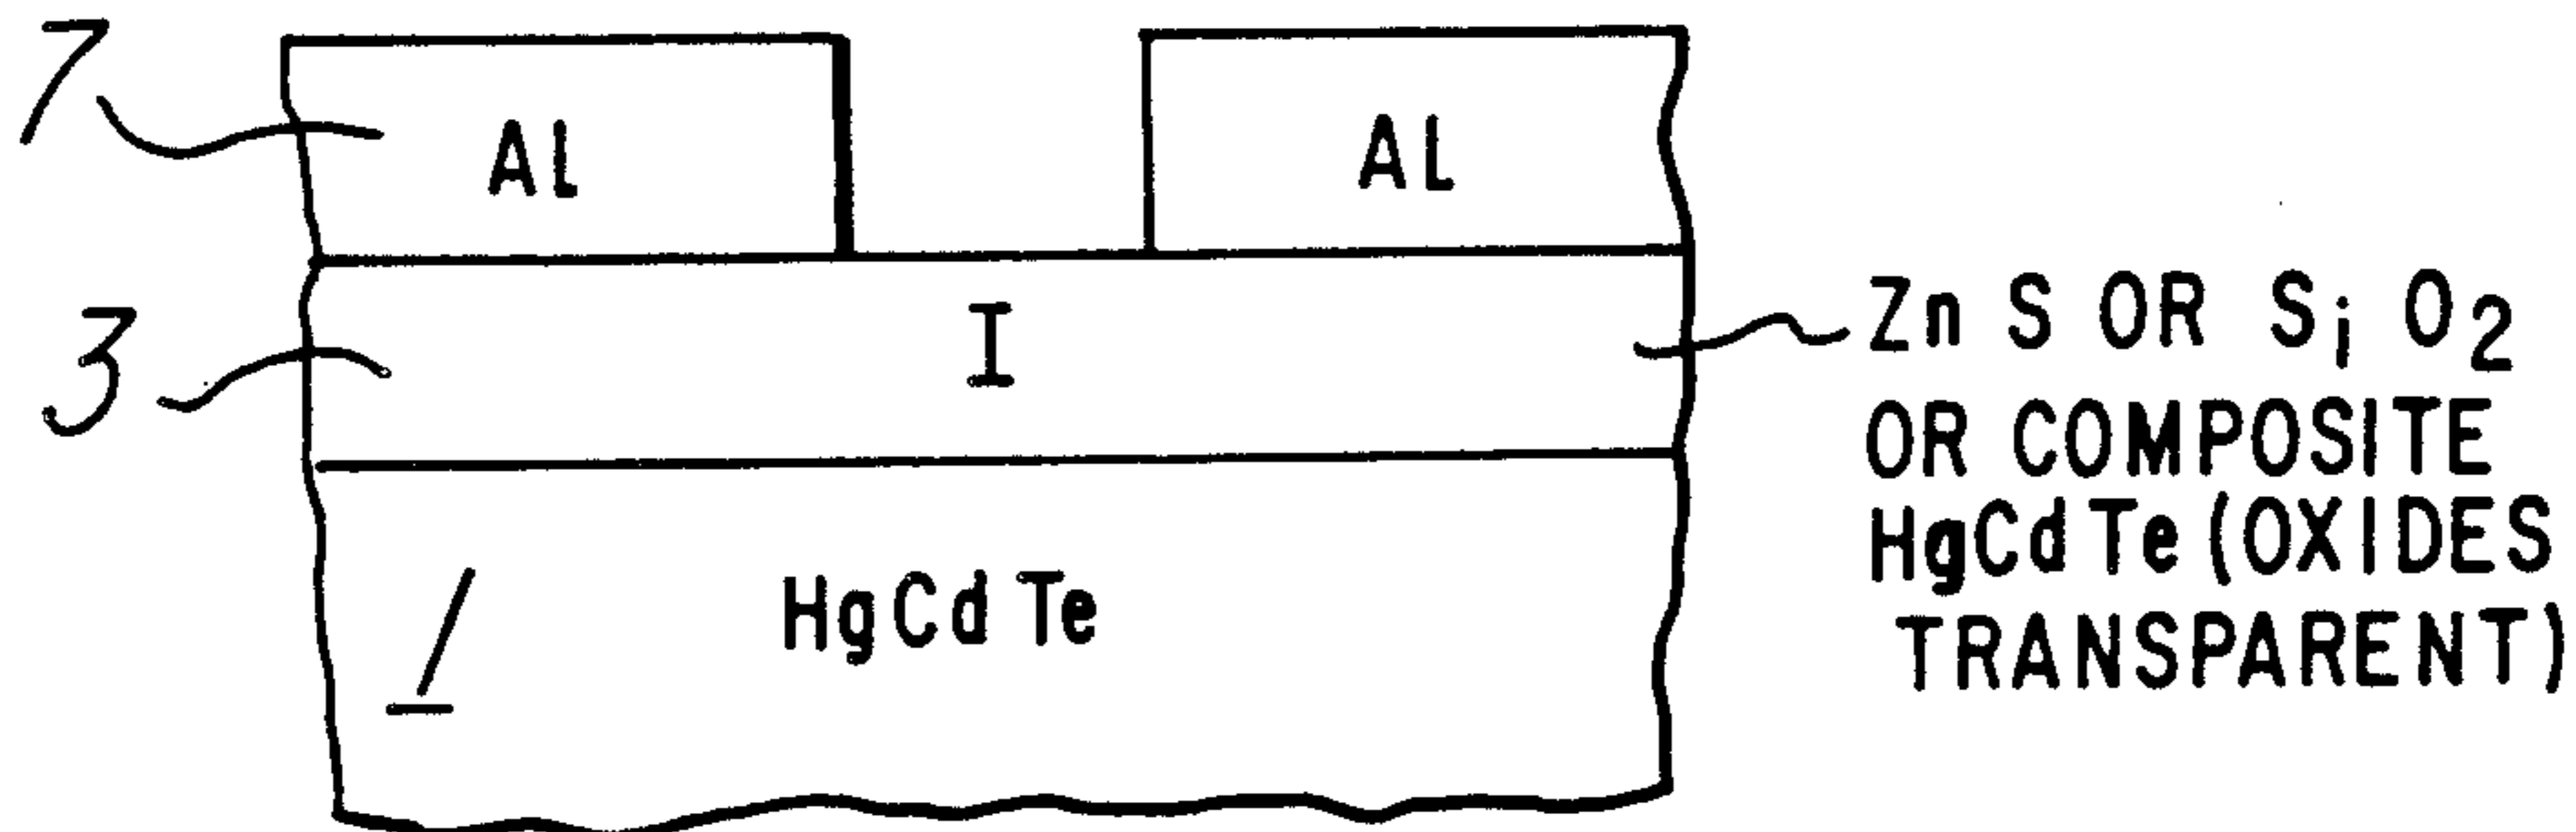 7
AL
AL
3
I
Zn S OR Si O2
OR COMPOSITE
HgCdTe (OXIDES
TRANSPARENT)
HgCdTe
1